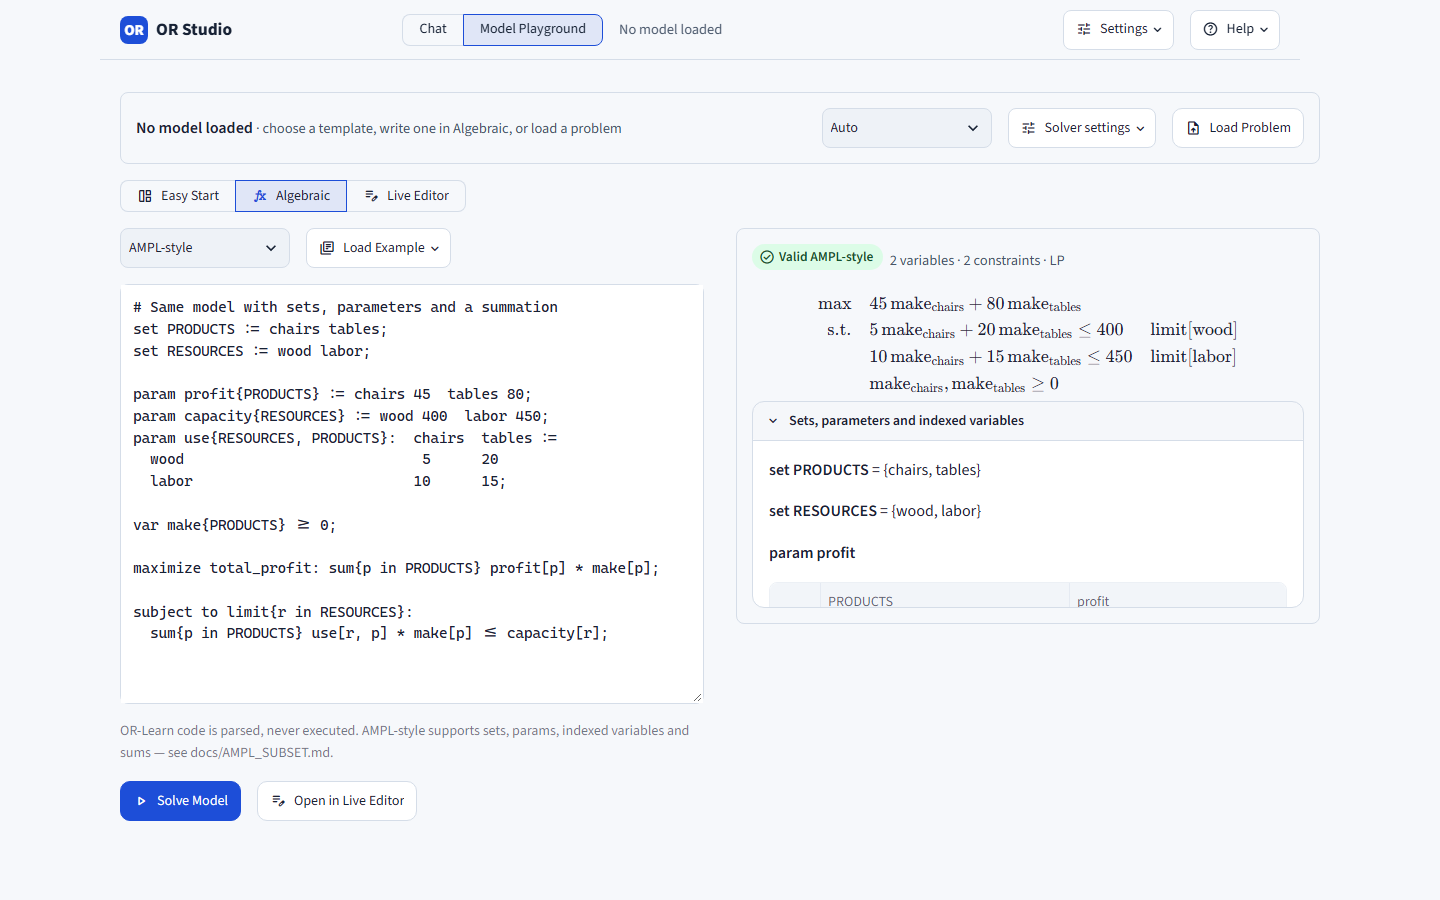 OR OR Studio
Chat Model Playground No model loaded
Settings Help
No model loaded · choose a template, write one in Algebraic, or load a problem
Auto Solver settings Load Problem
Easy Start Algebraic Live Editor
AMPL-style Load Example
# Same model with sets, parameters and a summation
set PRODUCTS := chairs tables;
set RESOURCES := wood labor;
param profit{PRODUCTS} := chairs 45 tables 80;
param capacity{RESOURCES} := wood 400 labor 450;
param use{RESOURCES, PRODUCTS}: chairs tables :=
wood 5 20
labor 10 15;
var make{PRODUCTS} ≥ 0;
maximize total_profit: sum{p in PRODUCTS} profit[p] * make[p];
subject to limit{r in RESOURCES}:
sum{p in PRODUCTS} use[r, p] * make[p] ≤ capacity[r];
OR-Learn code is parsed, never executed. AMPL-style supports sets, params, indexed variables and
sums — see docs/AMPL_SUBSET.md.
Solve Model Open in Live Editor
Valid AMPL-style 2 variables · 2 constraints · LP
max 45 make_chairs + 80 make_tables
s.t. 5 make_chairs + 20 make_tables ≤ 400 limit[wood]
10 make_chairs + 15 make_tables ≤ 450 limit[labor]
make_chairs, make_tables ≥ 0
Sets, parameters and indexed variables
set PRODUCTS = {chairs, tables}
set RESOURCES = {wood, labor}
param profit
PRODUCTS profit